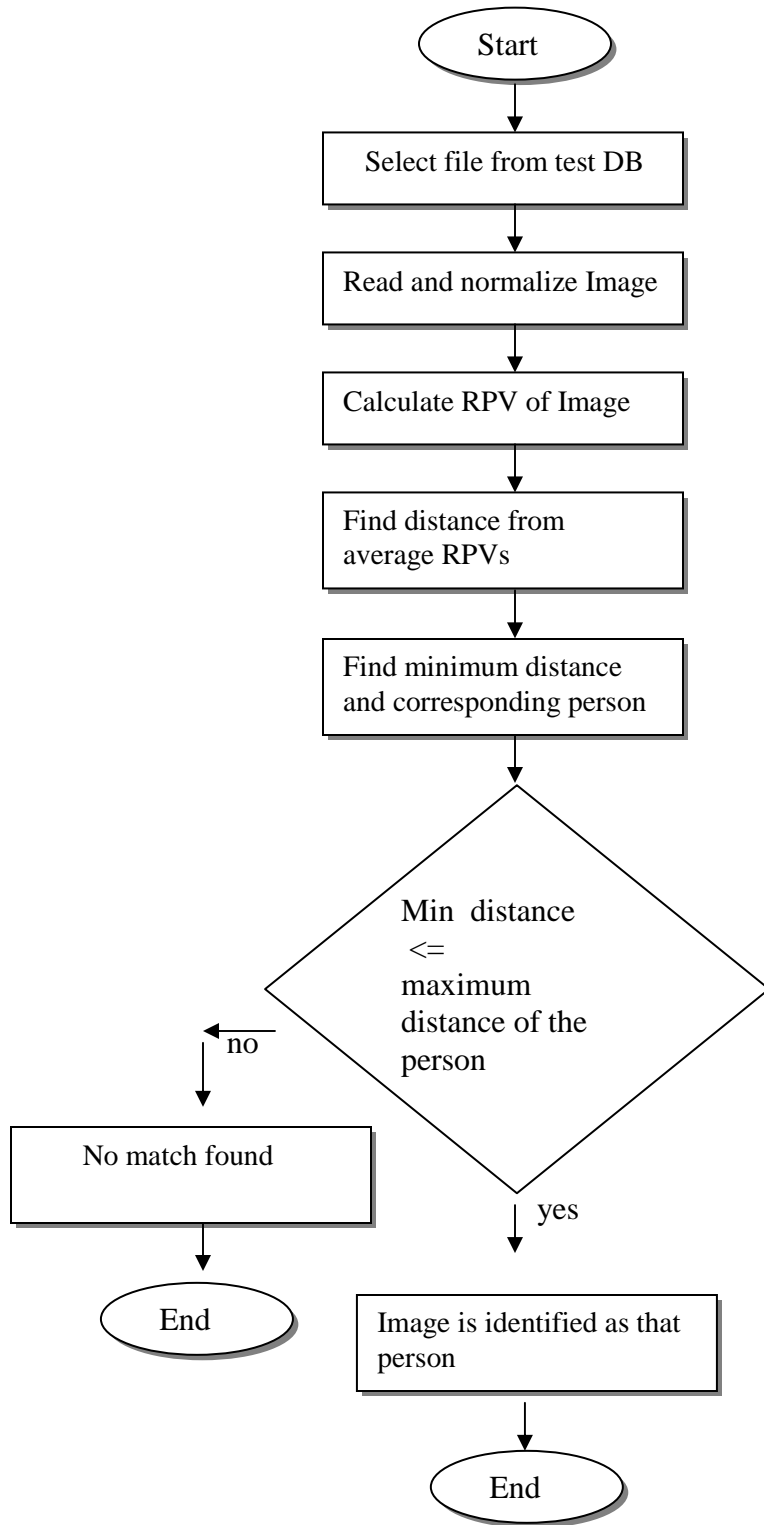 Start
Select file from test DB
Read and normalize Image
Calculate RPV of Image
Find distance from
average RPVs
Find minimum distance
and corresponding person
Min distance
<=
maximum
distance of the
person
no
No match found
End
yes
Image is identified as that
person
End